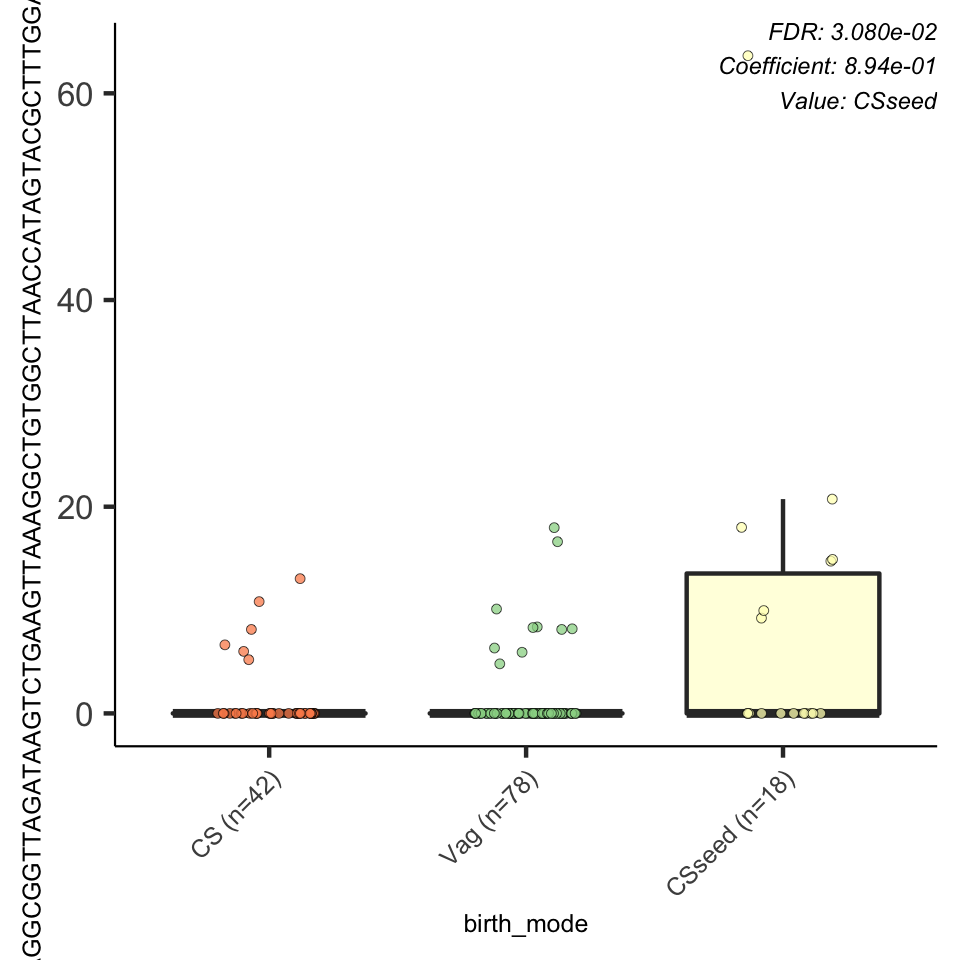 AGGCGGTTAGATAAGTCTGAAGTTAAAGGCTGTGGCTTAACCATAGTACGCTTTGGA
FDR: 3.080e-02
Coefficient: 8.94e-01
Value: CSseed
60
40
20
0
CS (n=42)
Vag (n=78)
CSseed (n=18)
birth_mode